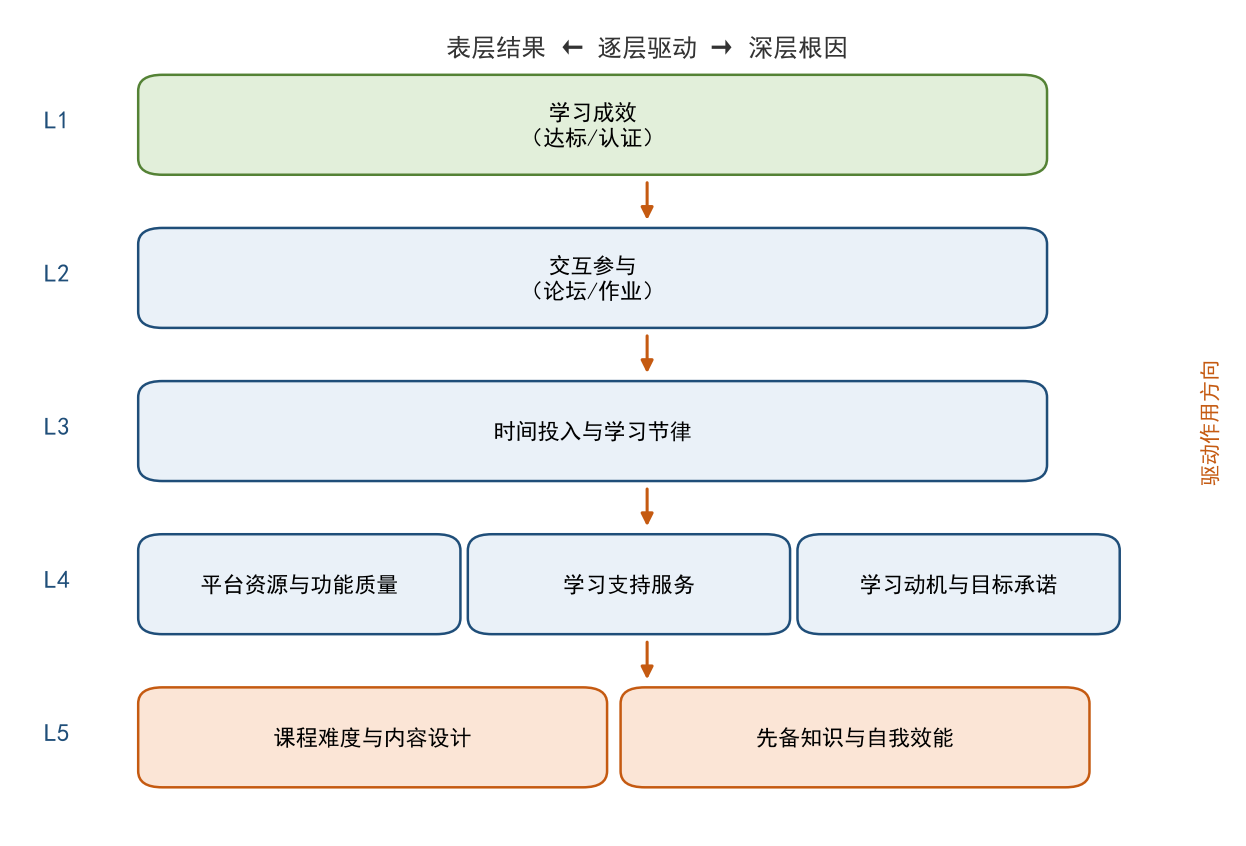 表层结果 ← 逐层驱动 → 深层根因
L1
学习成效
（达标/认证）
L2
交互参与
（论坛/作业）
L3
时间投入与学习节律
驱动作用方向
L4
平台资源与功能质量
学习支持服务
学习动机与目标承诺
L5
课程难度与内容设计
先备知识与自我效能